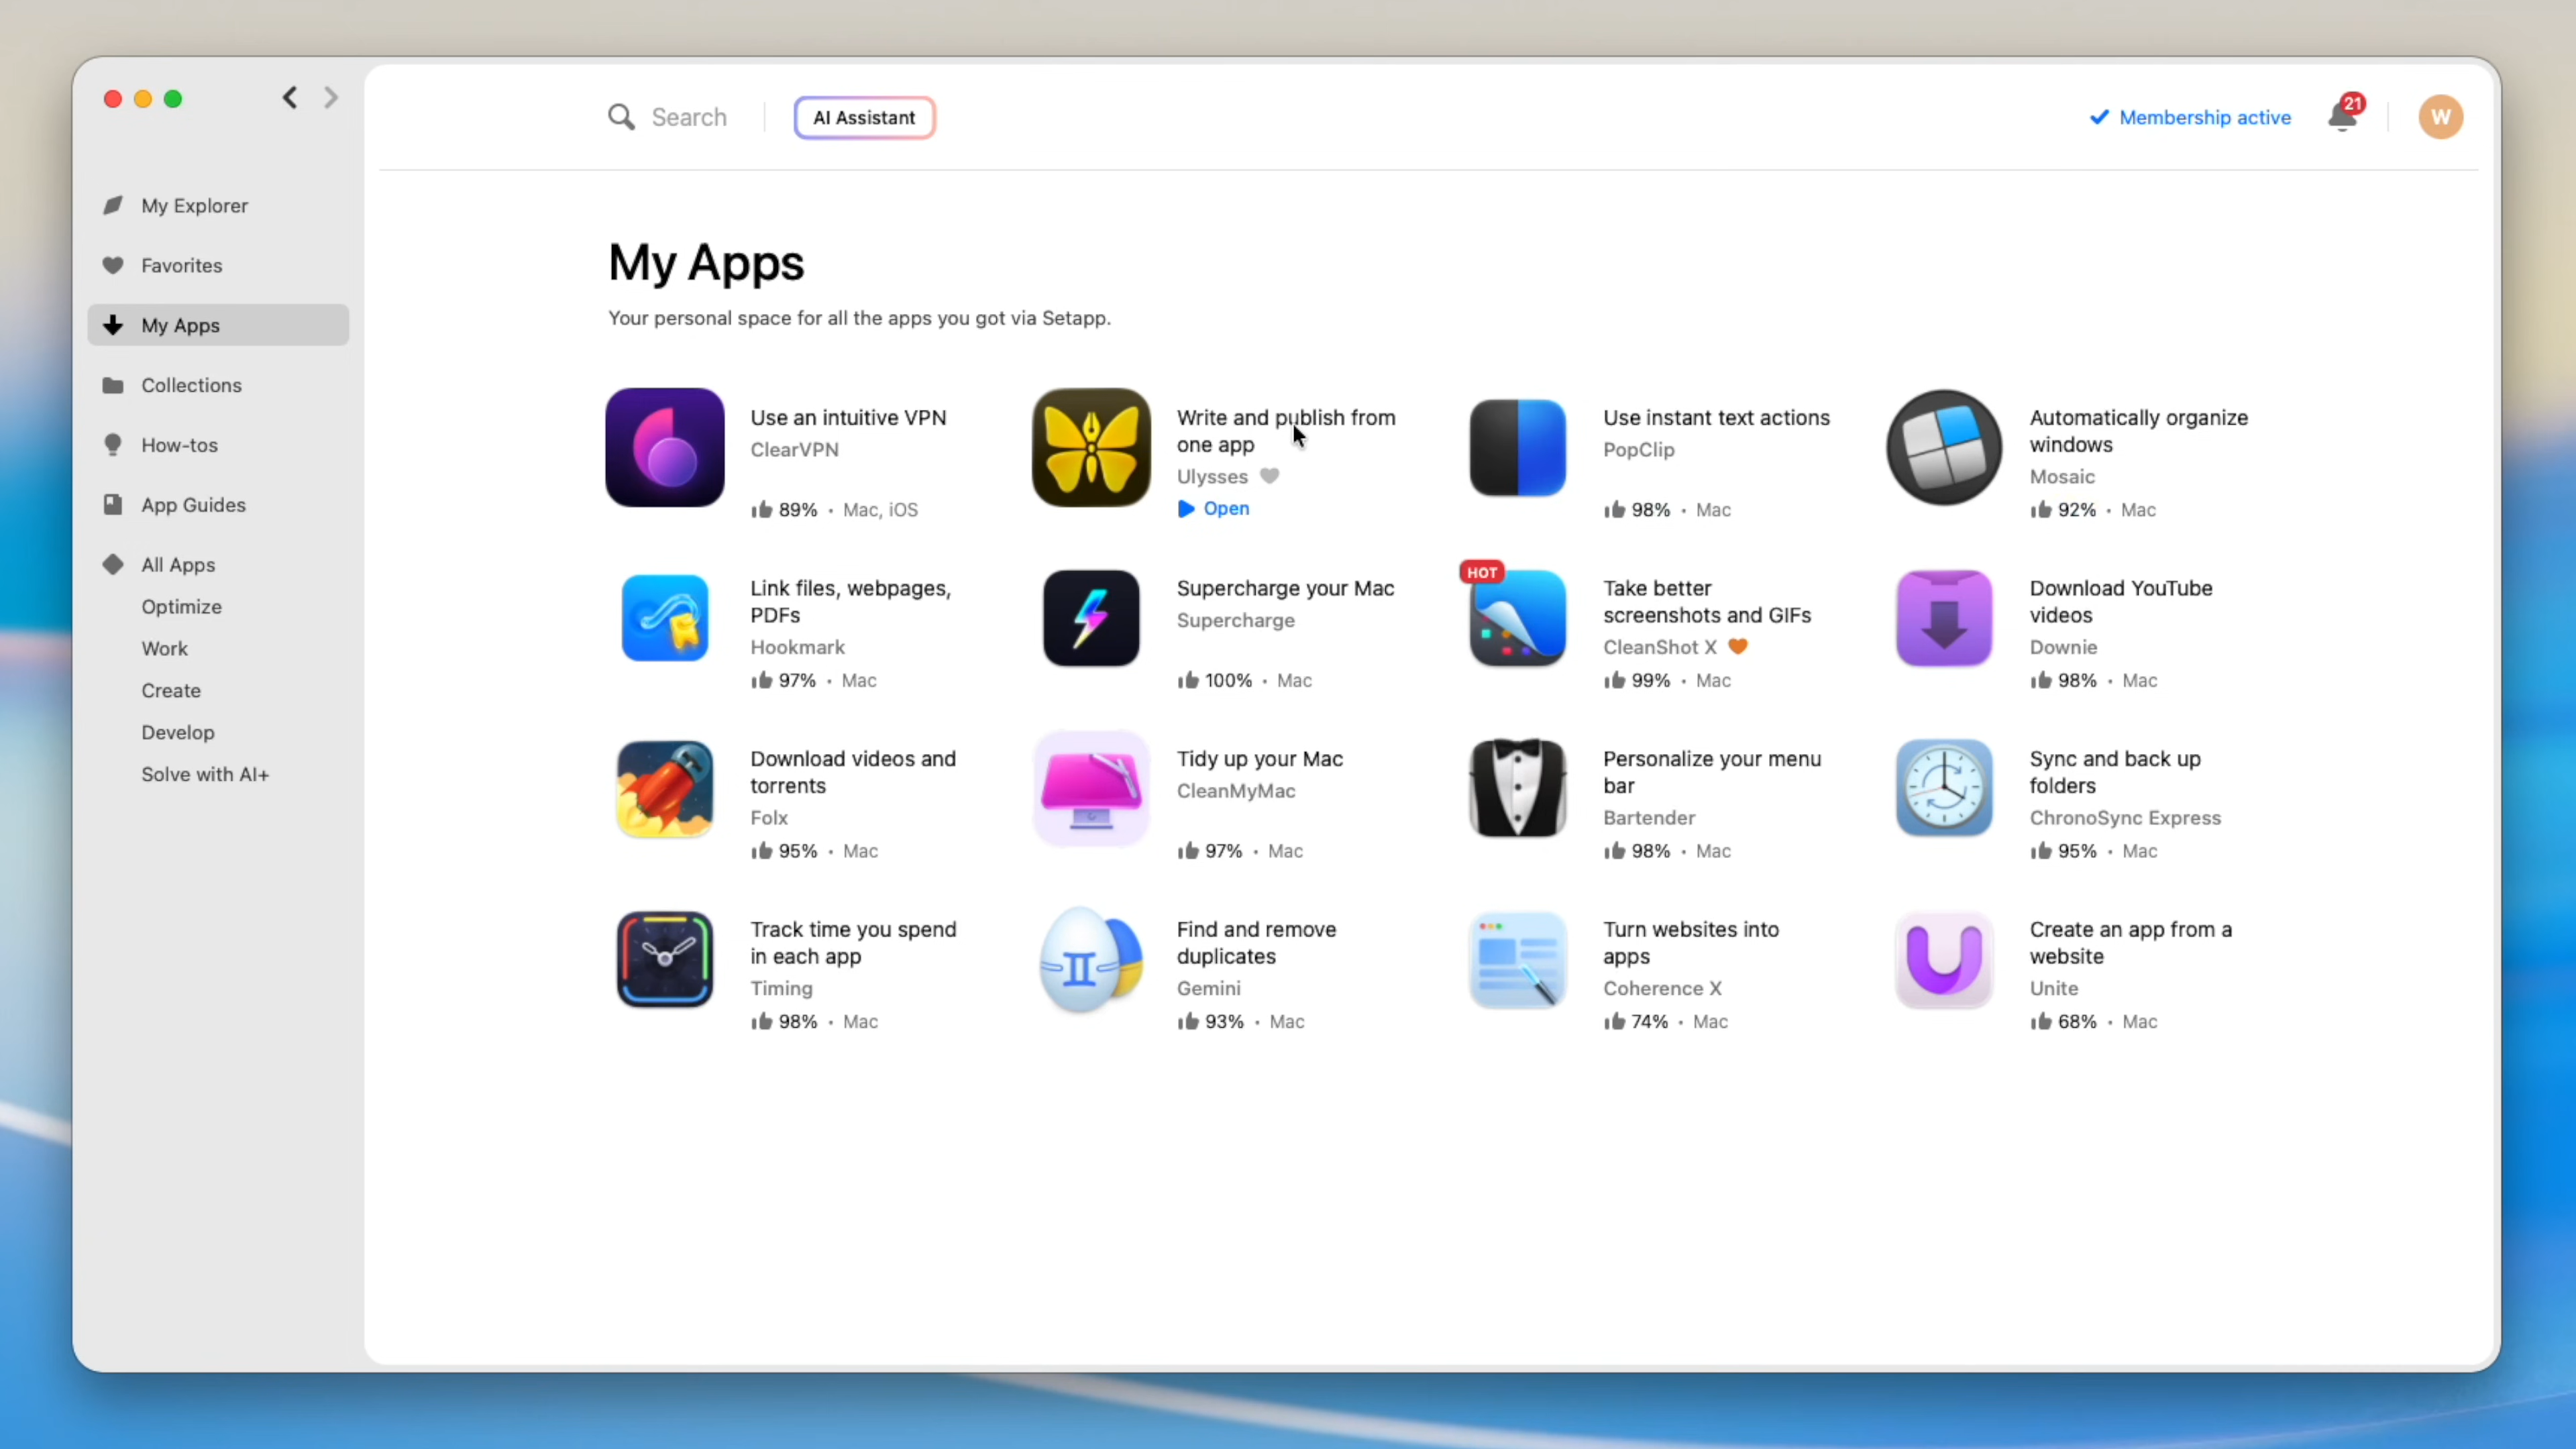 Search
AI Assistant
Membership active
21
W
My Explorer
Favorites
My Apps
Collections
How-tos
App Guides
All Apps
Optimize
Work
Create
Develop
Solve with AI+
My Apps
Your personal space for all the apps you got via Setapp.
Use an intuitive VPN
ClearVPN
89% • Mac, iOS
Write and publish from
one app
Ulysses
Open
Use instant text actions
PopClip
98% • Mac
Automatically organize
windows
Mosaic
92% • Mac
Link files, webpages,
PDFs
Hookmark
97% • Mac
Supercharge your Mac
Supercharge
100% • Mac
HOT
Take better
screenshots and GIFs
CleanShot X
99% • Mac
Download YouTube
videos
Downie
98% • Mac
Download videos and
torrents
Folx
95% • Mac
Tidy up your Mac
CleanMyMac
97% • Mac
Personalize your menu
bar
Bartender
98% • Mac
Sync and back up
folders
ChronoSync Express
95% • Mac
Track time you spend
in each app
Timing
98% • Mac
Find and remove
duplicates
Gemini
93% • Mac
Turn websites into
apps
Coherence X
74% • Mac
Create an app from a
website
Unite
68% • Mac